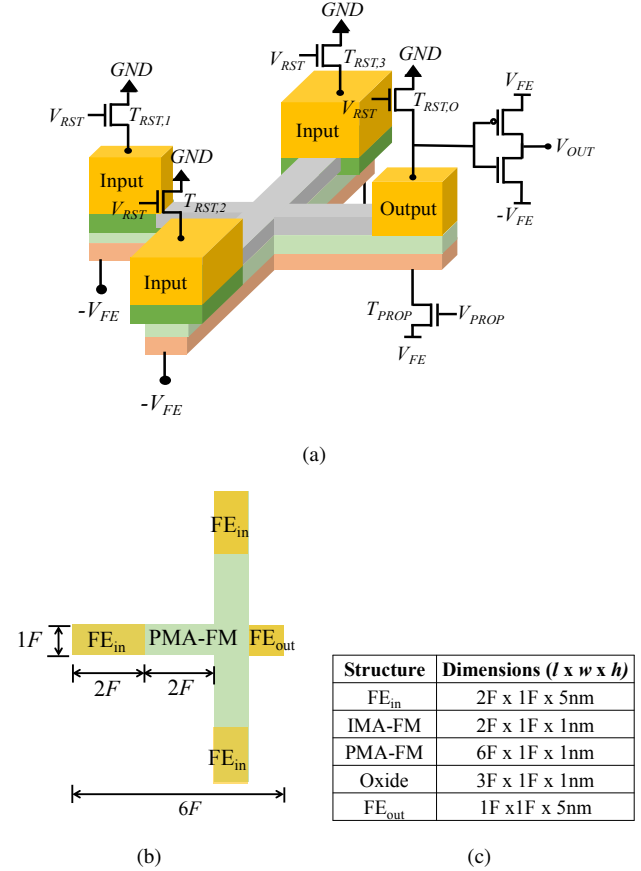 GND
V_RST T_RST,3
GND
GND
V_RST T_RST,1
V_RST T_RST,O
V_FE
Input
V_OUT
GND
Input
V_RST T_RST,2
Output
-V_FE
Input
-V_FE
T_PROP V_PROP
V_FE
-V_FE
(a)
FE_in
1F
FE_in PMA-FM FE_out
2F 2F
FE_in
6F
(b)
Structure Dimensions (l x w x h)
FE_in 2F x 1F x 5nm
IMA-FM 2F x 1F x 1nm
PMA-FM 6F x 1F x 1nm
Oxide 3F x 1F x 1nm
FE_out 1F x1F x 5nm
(c)